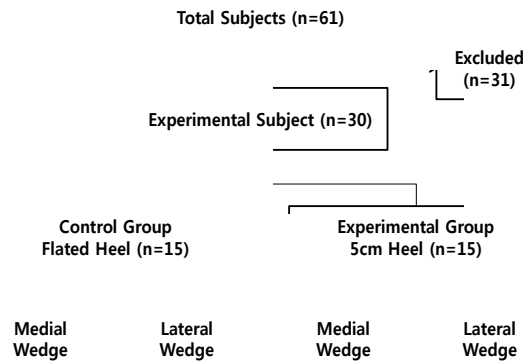 Total Subjects (n=61)
Excluded
(n=31)
Experimental Subject (n=30)
Control Group
Flated Heel (n=15)
Experimental Group
5cm Heel (n=15)
Medial
Wedge
Lateral
Wedge
Medial
Wedge
Lateral
Wedge